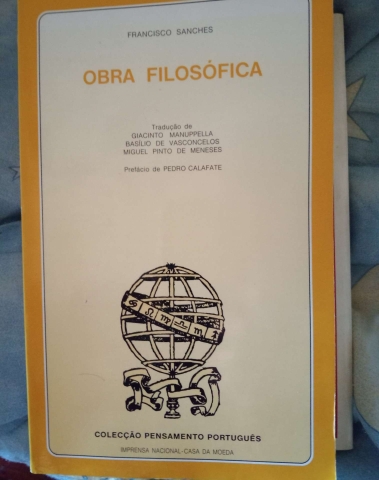 FRANCISCO SANCHES
OBRA FILOSÓFICA
Tradução de
GIACINTO MANUPPELLA
BASÍLIO DE VASCONCELOS
MIGUEL PINTO DE MENESES
Prefácio de PEDRO CALAFATE
COLECÇÃO PENSAMENTO PORTUGUÊS
IMPRENSA NACIONAL-CASA DA MOEDA